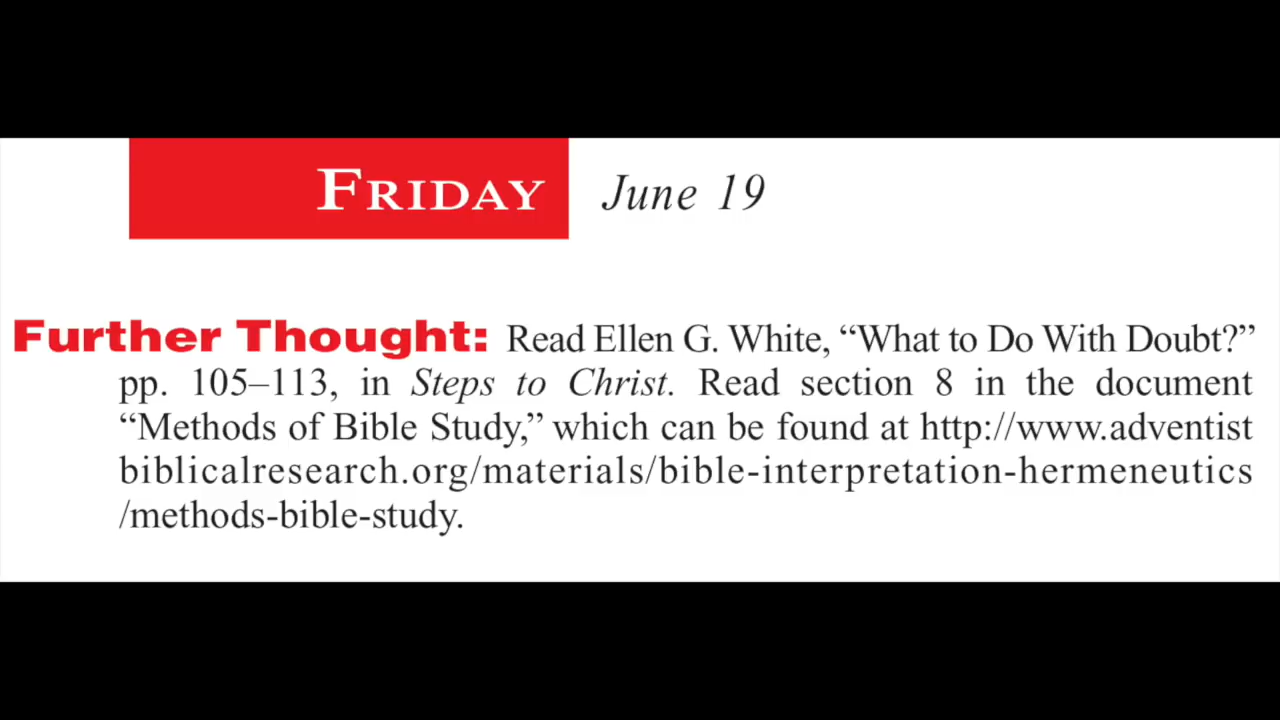 FRIDAY June 19
Further Thought: Read Ellen G. White, “What to Do With Doubt?”
pp. 105–113, in Steps to Christ. Read section 8 in the document
“Methods of Bible Study,” which can be found at http://www.adventist
biblicalresearch.org/materials/bible-interpretation-hermeneutics
/methods-bible-study.